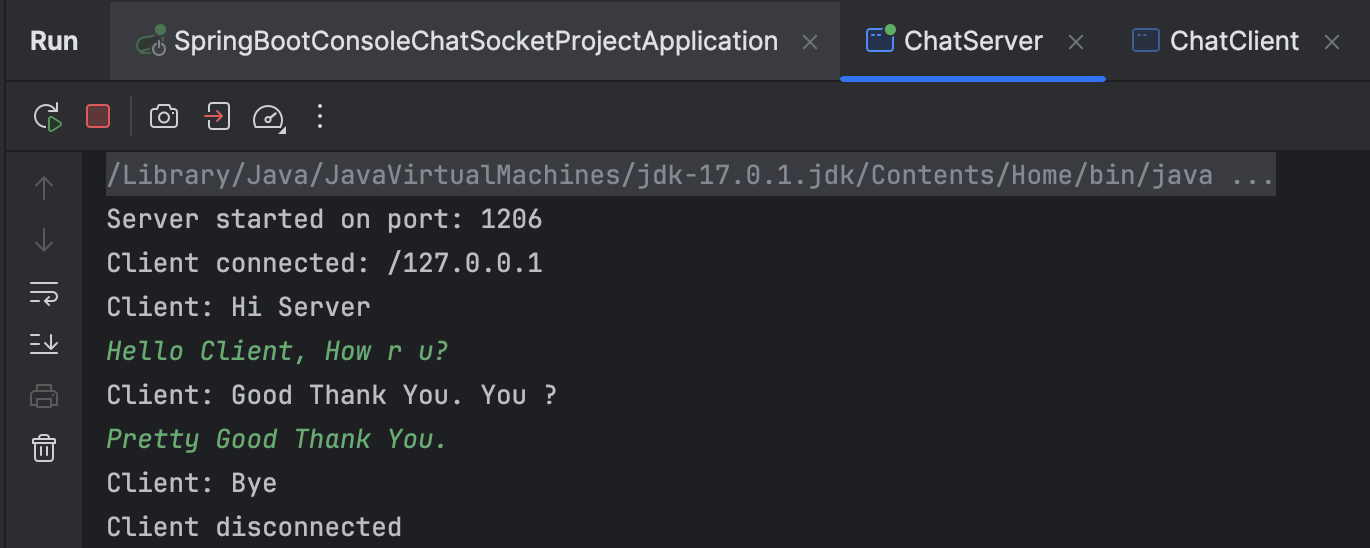 Run SpringBootConsoleChatSocketProjectApplication ChatServer ChatClient
/Library/Java/JavaVirtualMachines/jdk-17.0.1.jdk/Contents/Home/bin/java ...
Server started on port: 1206
Client connected: /127.0.0.1
Client: Hi Server
Hello Client, How r u?
Client: Good Thank You. You ?
Pretty Good Thank You.
Client: Bye
Client disconnected